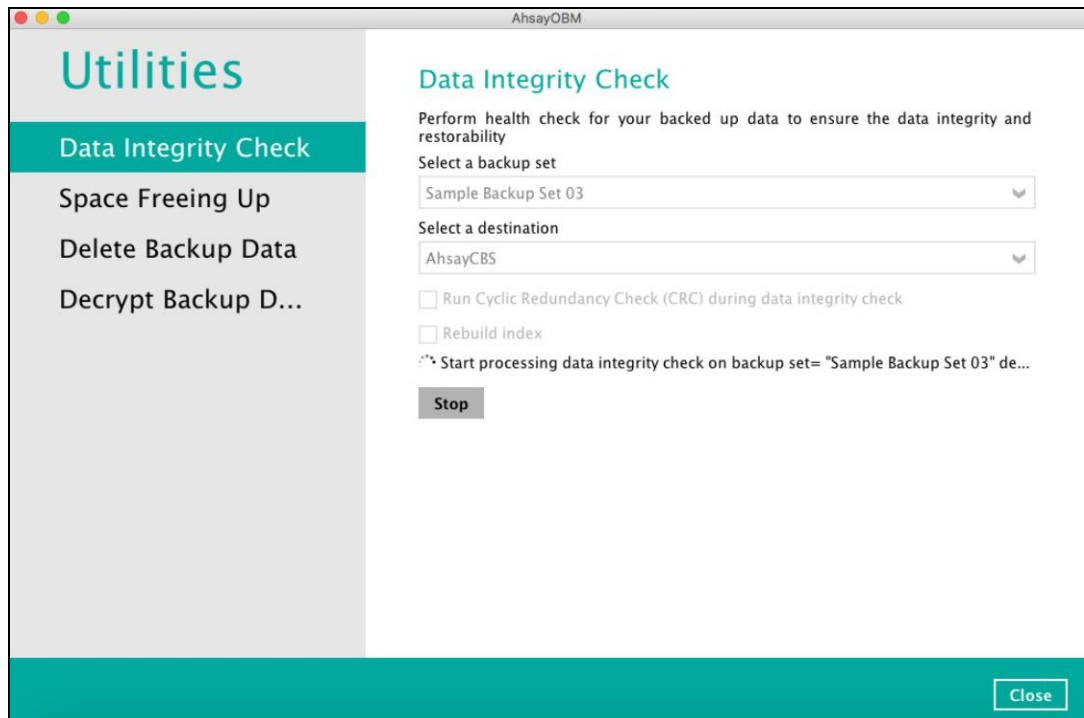 AhsayOBM
Utilities
Data Integrity Check
Space Freeing Up
Delete Backup Data
Decrypt Backup D...
Data Integrity Check
Perform health check for your backed up data to ensure the data integrity and
restorability
Select a backup set
Sample Backup Set 03
Select a destination
AhsayCBS
Run Cyclic Redundancy Check (CRC) during data integrity check
Rebuild index
Start processing data integrity check on backup set= "Sample Backup Set 03" de...
Stop
Close